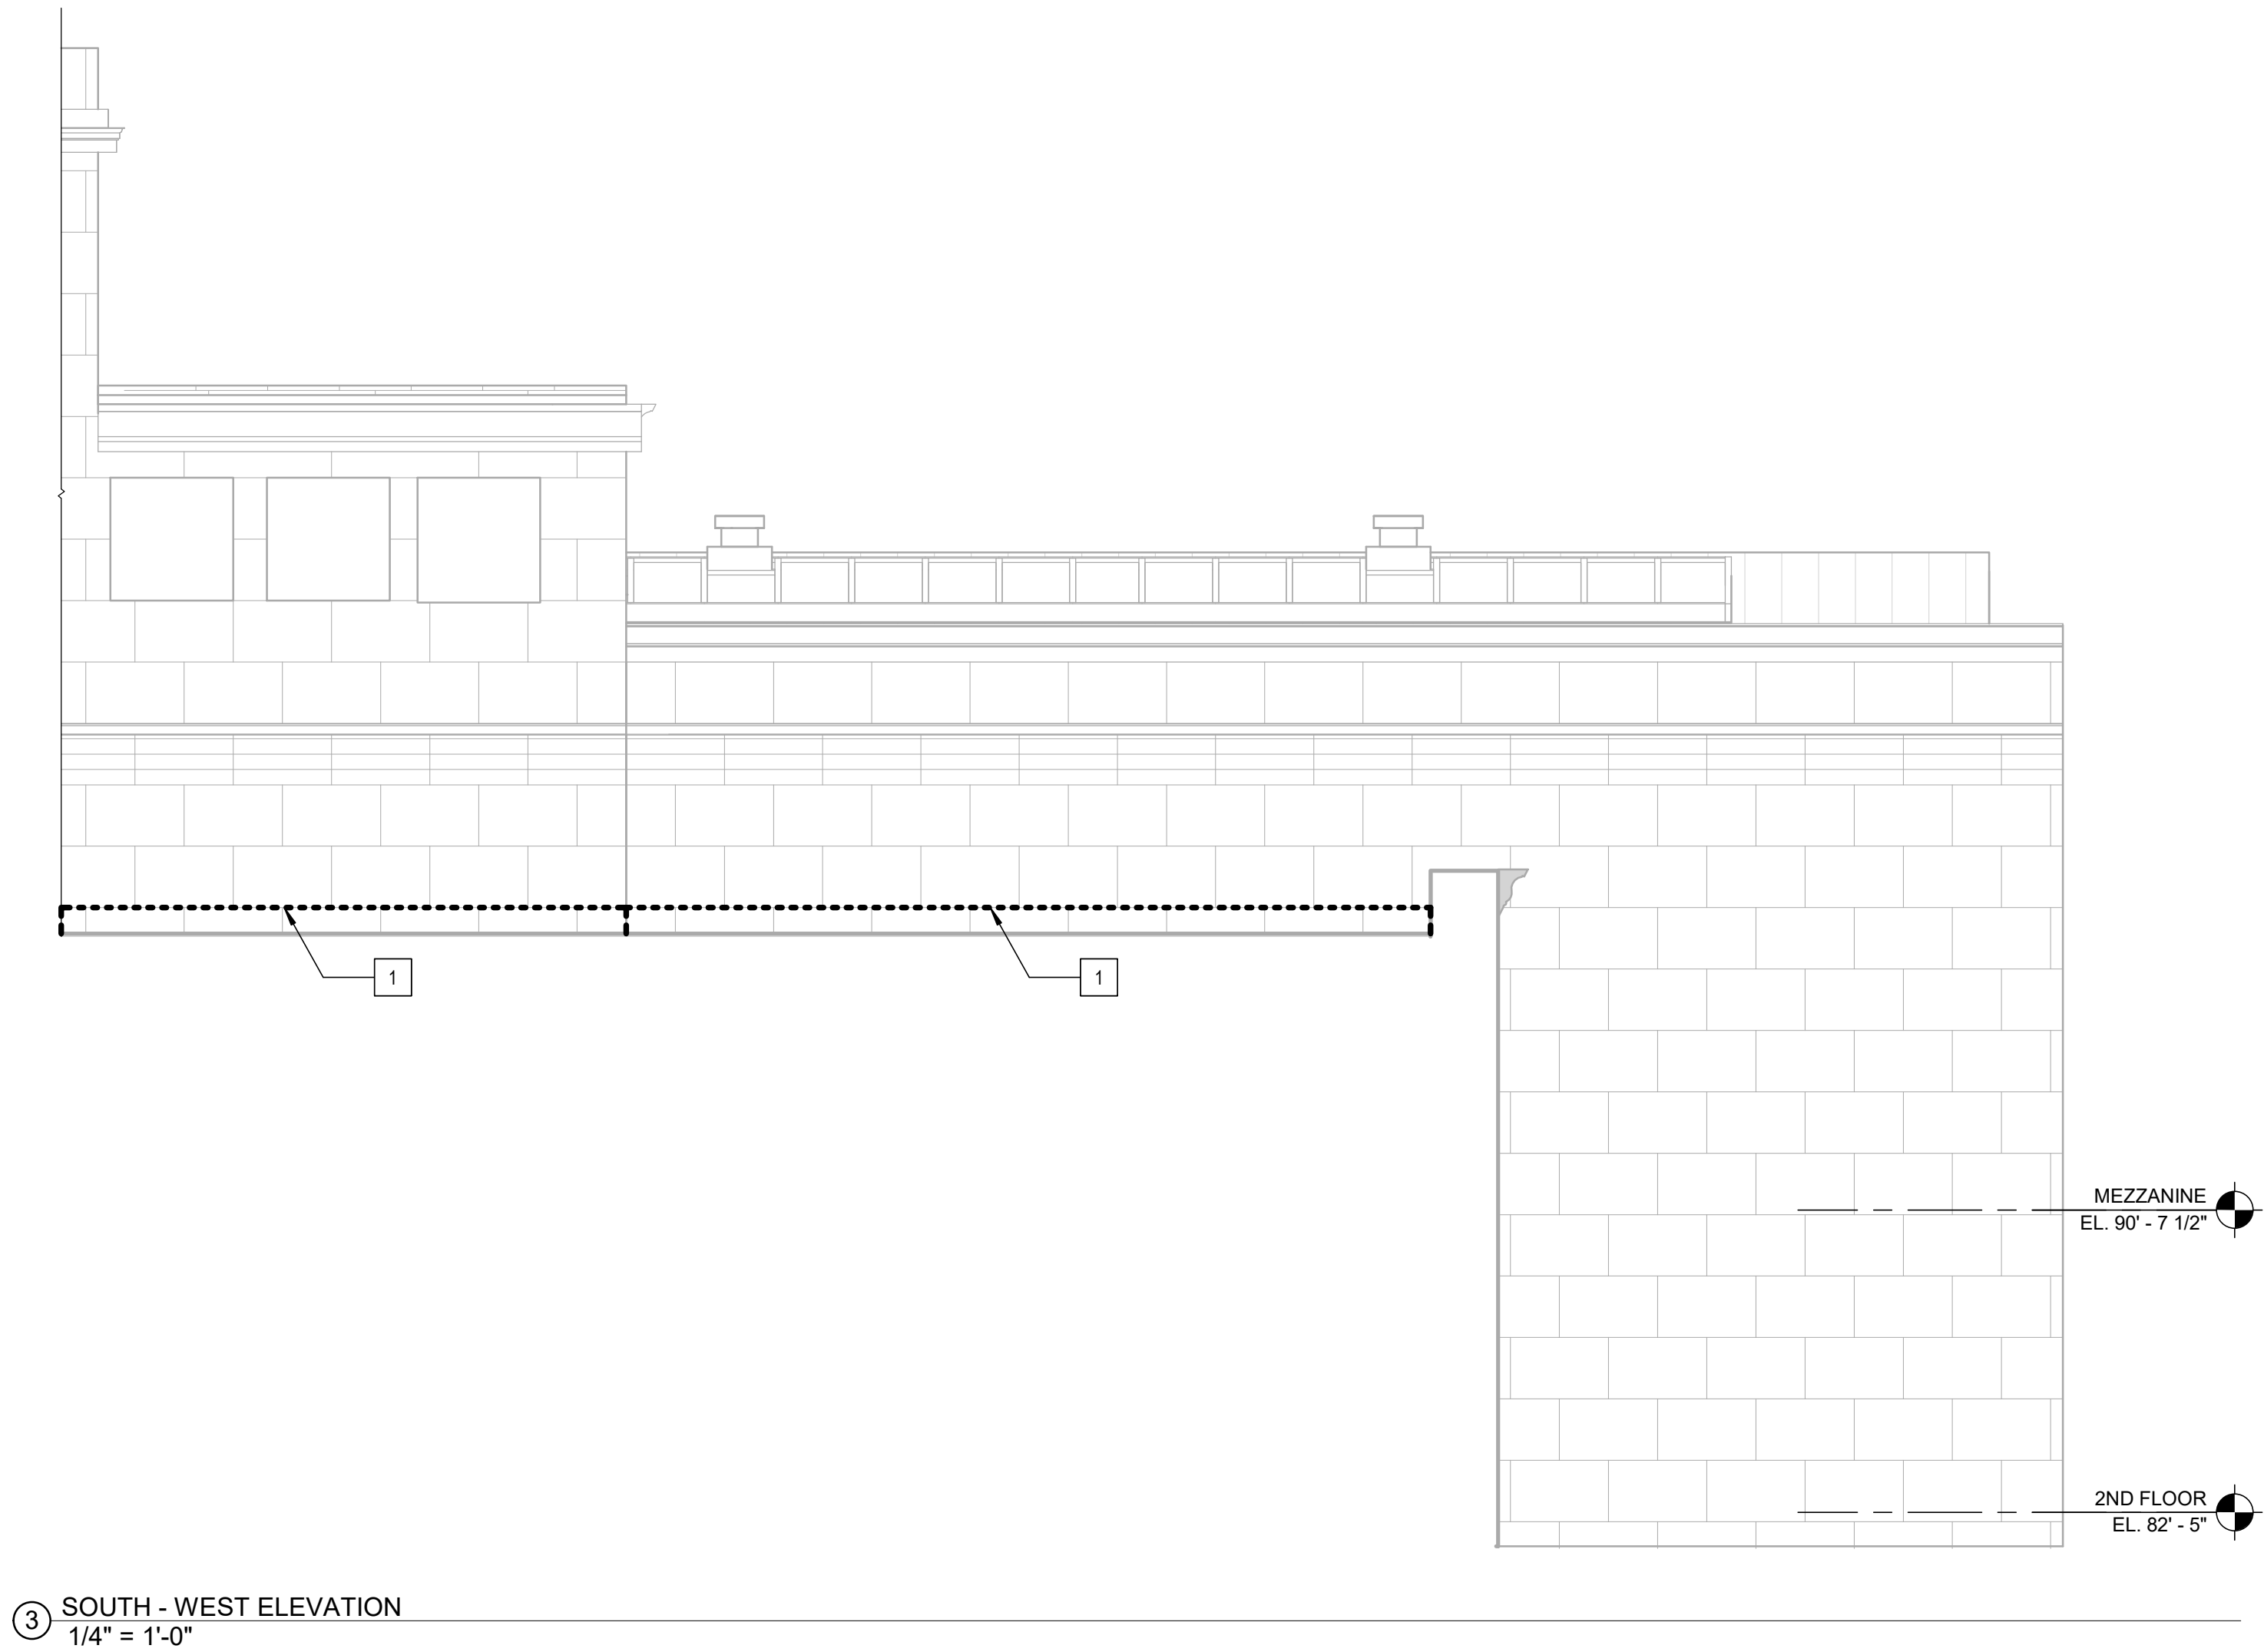 1
1
MEZZANINE
EL. 90' - 7 1/2"
2ND FLOOR
EL. 82' - 5"
3
SOUTH - WEST ELEVATION
1/4" = 1'-0"